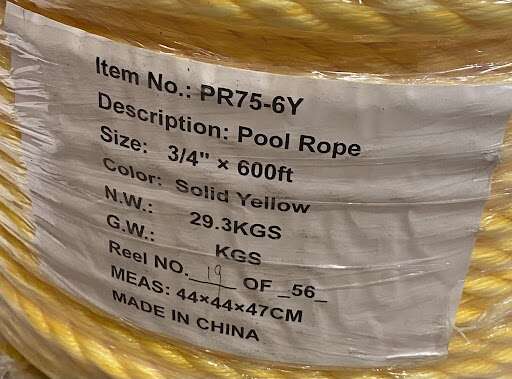 Item No.: PR75-6Y
Description: Pool Rope
Size: 3/4" × 600ft
Color: Solid Yellow
N.W.: 29.3KGS
G.W.: KGS
Reel NO. 19 OF _56_
MEAS: 44×44×47CM
MADE IN CHINA